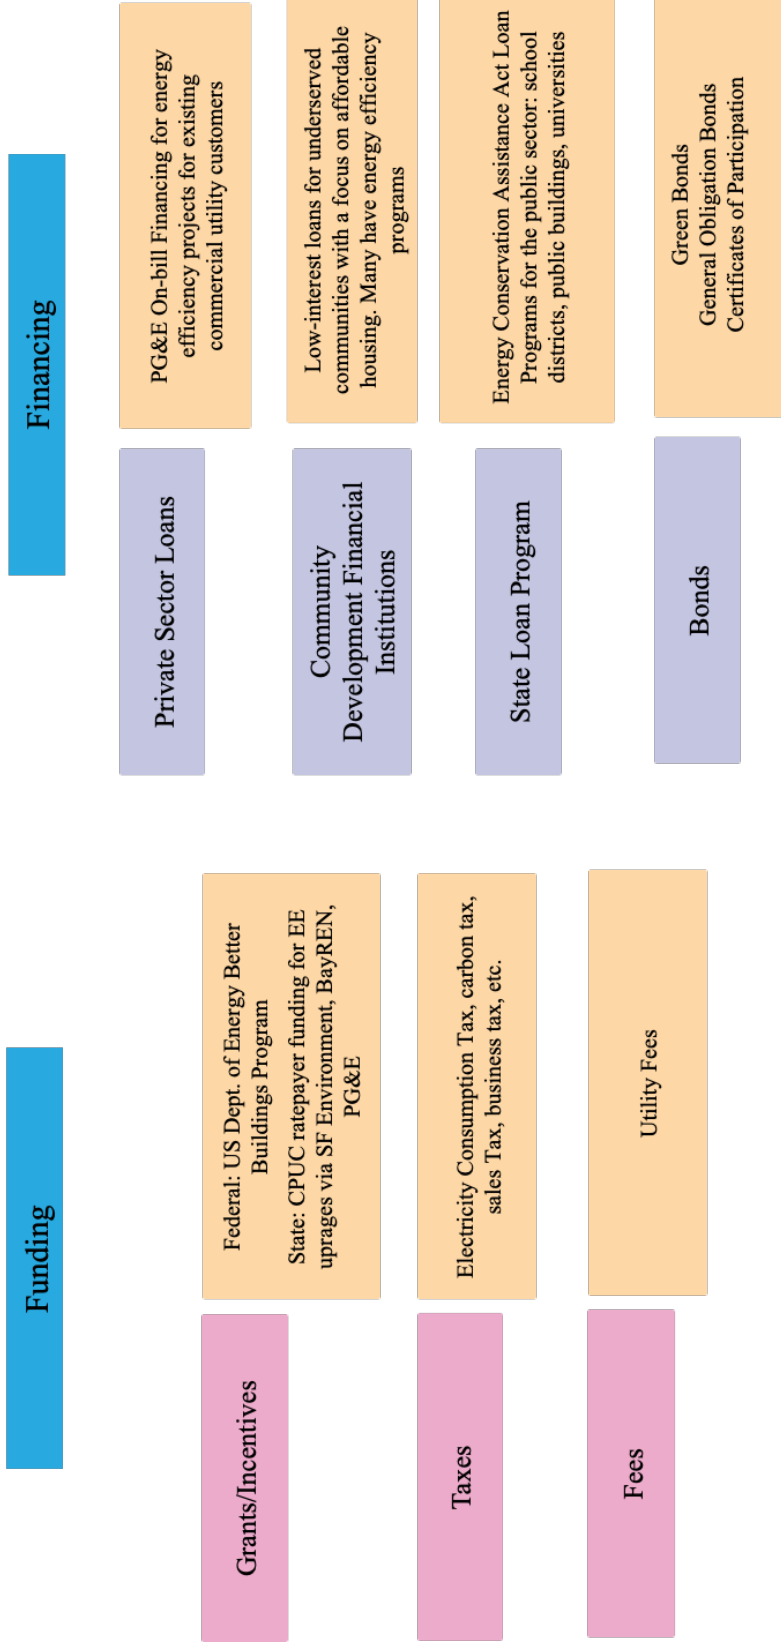 Funding
Grants/Incentives
Federal: US Dept. of Energy Better
Buildings Program
State: CPUC ratepayer funding for EE
uprages via SF Environment, BayREN,
PG&E
Taxes
Electricity Consumption Tax, carbon tax,
sales Tax, business tax, etc.
Fees
Utility Fees
Financing
Private Sector Loans
PG&E On-bill Financing for energy
efficiency projects for existing
commercial utility customers
Community
Development Financial
Institutions
Low-interest loans for underserved
communities with a focus on affordable
housing. Many have energy efficiency
programs
State Loan Program
Energy Conservation Assistance Act Loan
Programs for the public sector: school
districts, public buildings, universities
Bonds
Green Bonds
General Obligation Bonds
Certificates of Participation